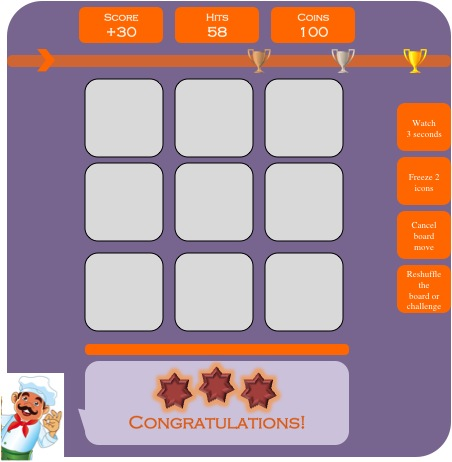 Score
+30
Hits
58
Coins
100
Watch
3 seconds
Freeze 2
icons
Cancel
board
move
Reshuffle
the
board or
challenge
Congratulations!